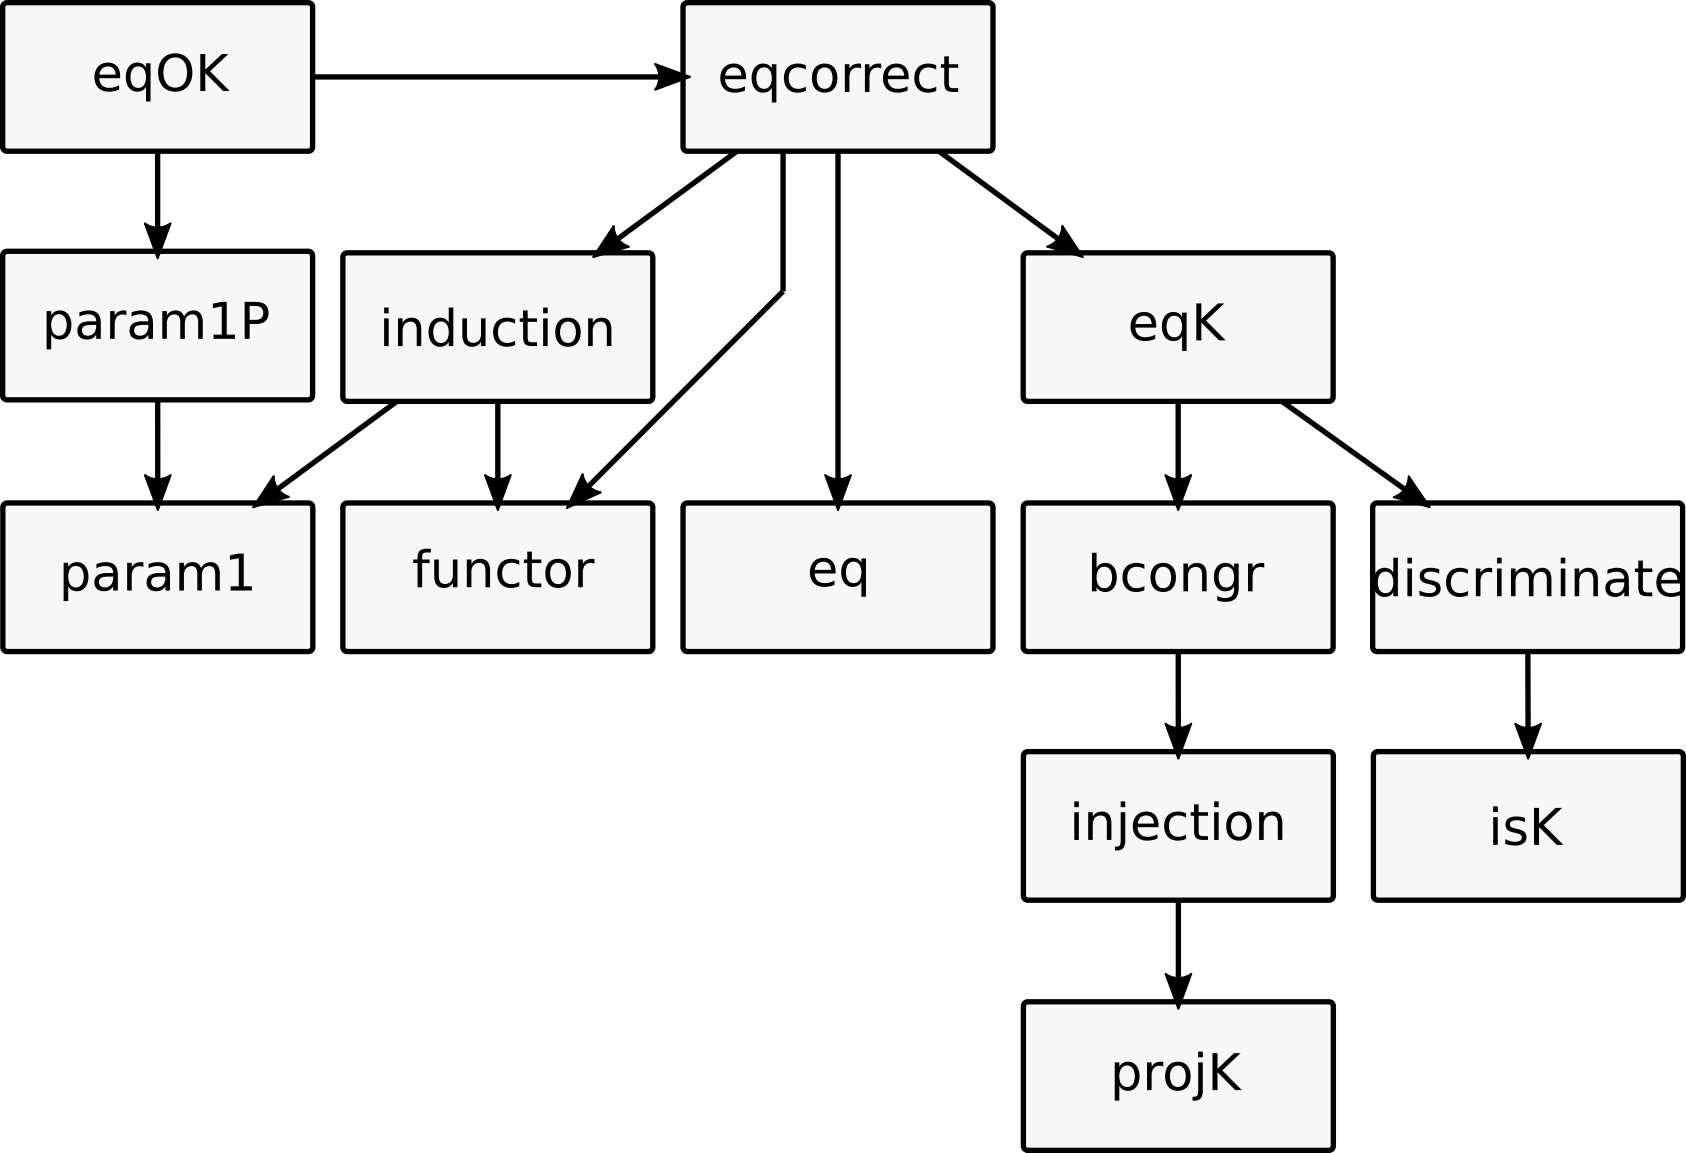 eqOK
eqcorrect
param1P
induction
eqK
param1
functor
eq
bcongr
discriminate
injection
isK
projK